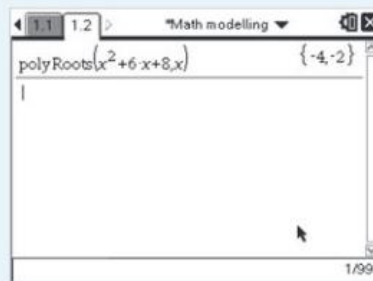 1.1 1.2 *Math modelling
polyRoots(x²+6·x+8,x) {-4,-2}
1/99